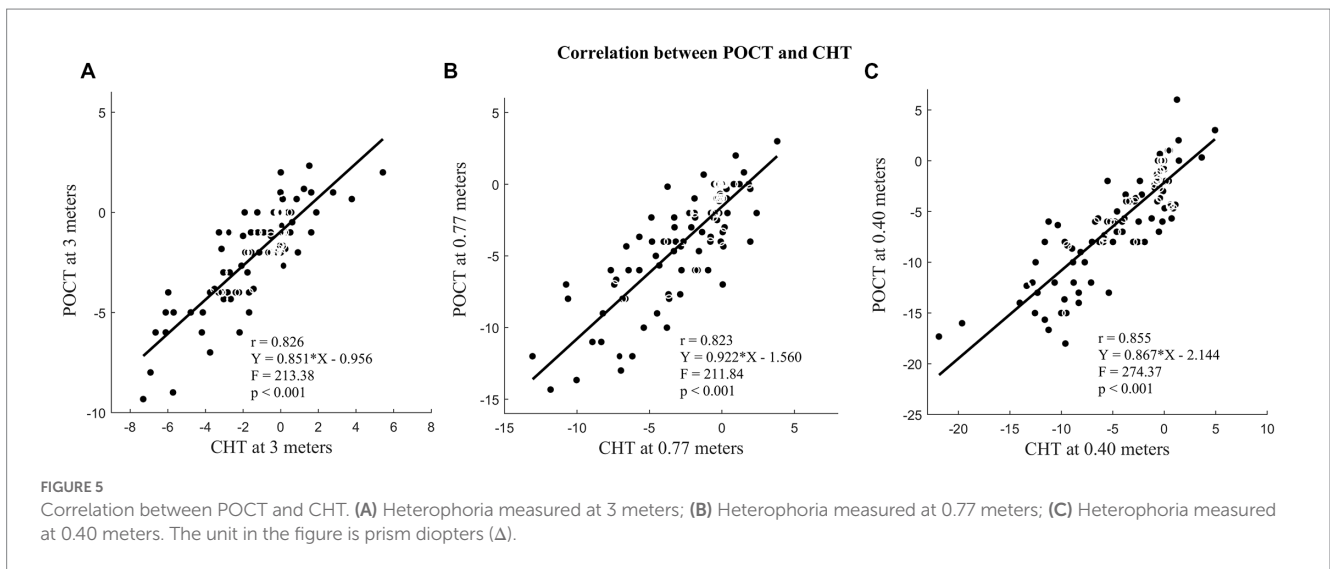 Correlation between POCT and CHT
A
5
0
-5
-10
POCT at 3 meters
-8 -6 -4 -2 0 2 4 6 8
CHT at 3 meters
r = 0.826
Y = 0.851*X - 0.956
F = 213.38
p < 0.001
B
5
0
-5
-10
-15
POCT at 0.77 meters
-15 -10 -5 0 5
CHT at 0.77 meters
r = 0.823
Y = 0.922*X - 1.560
F = 211.84
p < 0.001
C
5
0
-5
-10
-15
-20
-25
POCT at 0.40 meters
-20 -15 -10 -5 0 5 10
CHT at 0.40 meters
r = 0.855
Y = 0.867*X - 2.144
F = 274.37
p < 0.001
FIGURE 5
Correlation between POCT and CHT. (A) Heterophoria measured at 3 meters; (B) Heterophoria measured at 0.77 meters; (C) Heterophoria measured
at 0.40 meters. The unit in the figure is prism diopters (Δ).